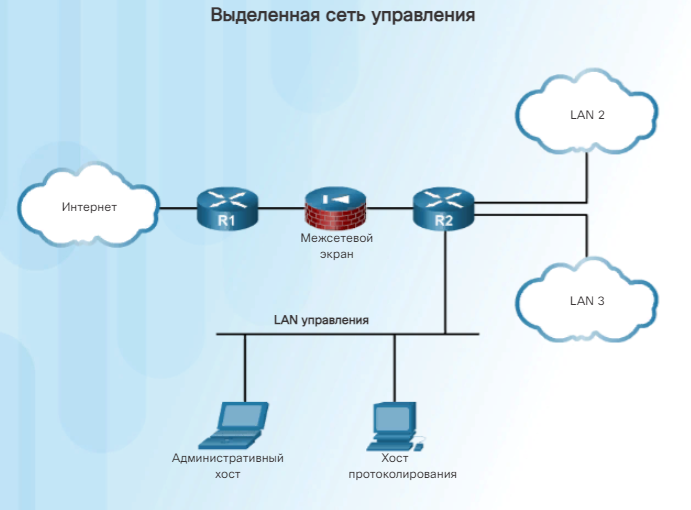 Выделенная сеть управления
LAN 2
Интернет
R1
R2
Межсетевой
экран
LAN 3
LAN управления
Административный
хост
Хост
протоколирования